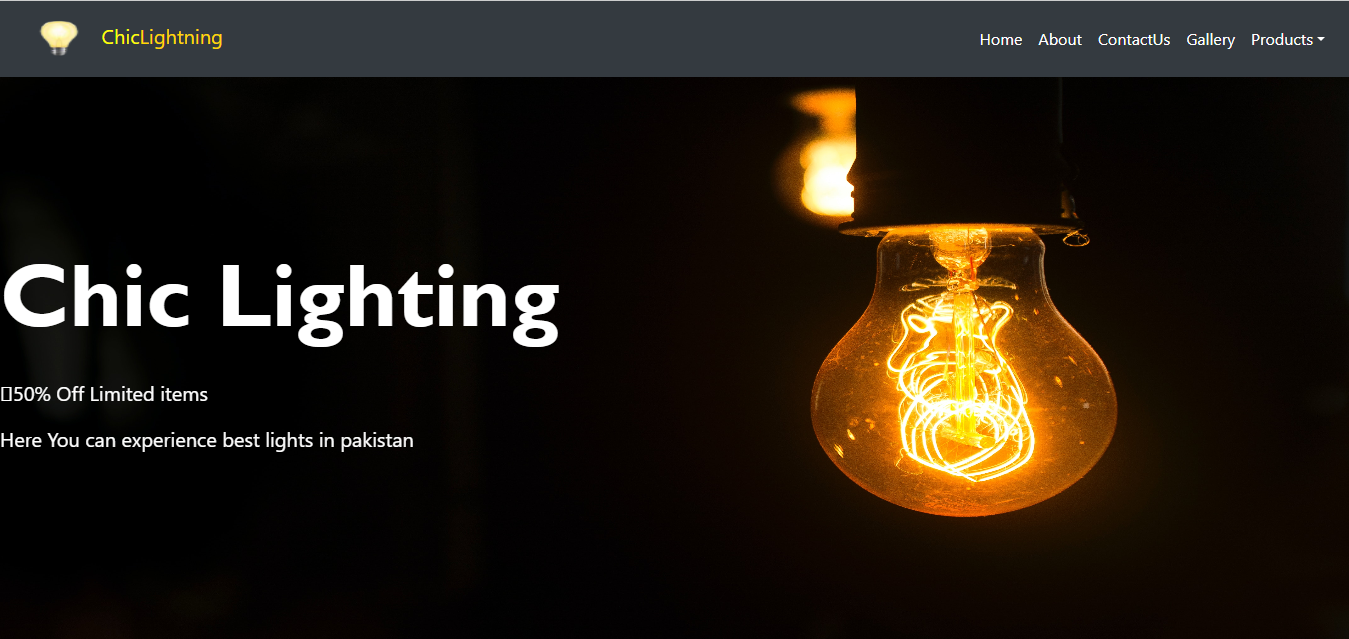 ChicLightning
Home About ContactUs Gallery Products
Chic Lighting
50% Off Limited items
Here You can experience best lights in pakistan